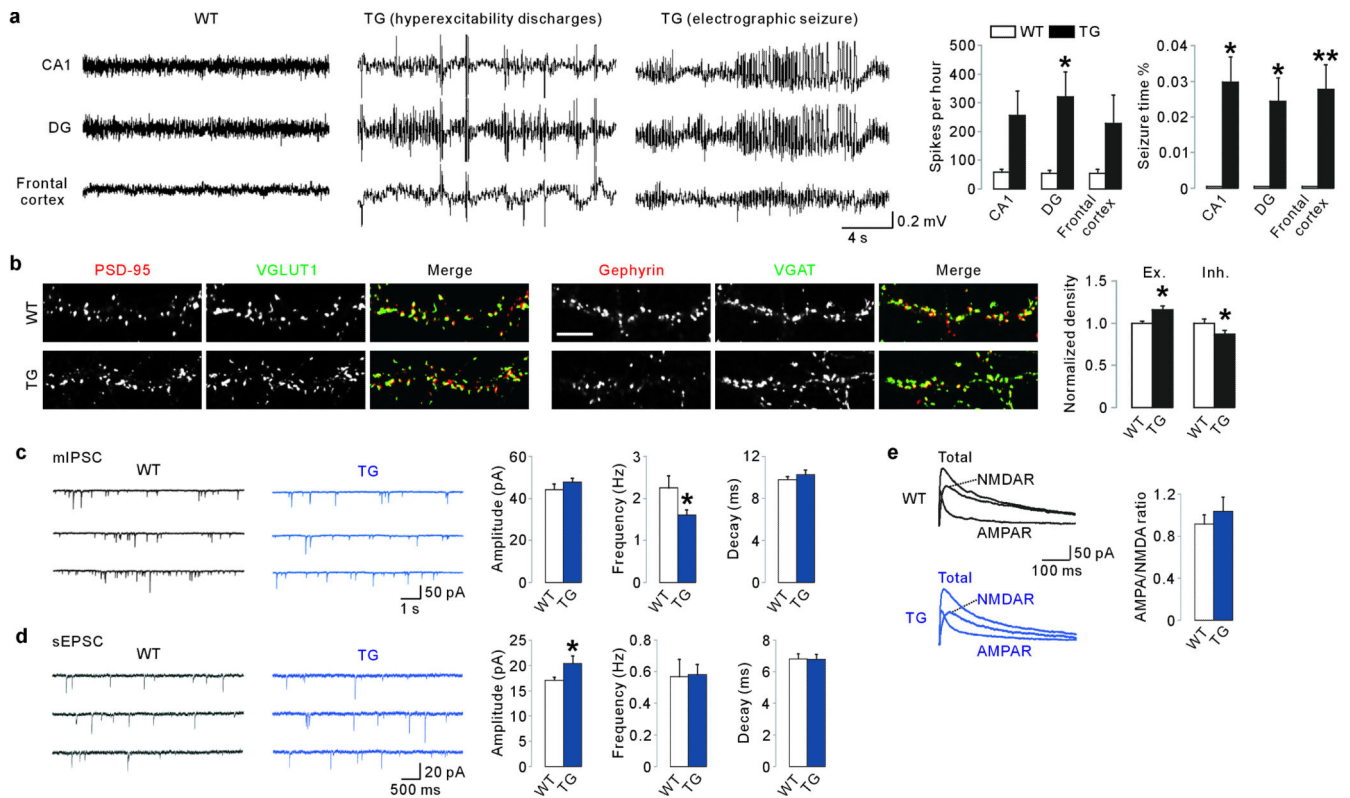 a
WT
TG (hyperexcitability discharges)
TG (electrographic seizure)
CA1
DG
Frontal
cortex
0.2 mV
4 s
WT TG
Spikes per hour
500
400
300
200
100
0
*
CA1
DG
Frontal
cortex
Seizure time %
0.04
0.03
0.02
0.01
0
*
*
**
CA1
DG
Frontal
cortex
b
PSD-95
VGLUT1
Merge
Gephyrin
VGAT
Merge
WT
TG
Normalized density
Ex.
Inh.
1.5
1.0
0.5
0
*
*
WT
TG
WT
TG
c
mIPSC
WT
TG
50 pA
1 s
Amplitude (pA)
60
40
20
0
WT
TG
Frequency (Hz)
3
2
1
0
*
WT
TG
Decay (ms)
12
8
4
0
WT
TG
d
sEPSC
WT
TG
20 pA
500 ms
Amplitude (pA)
25
20
15
10
5
0
*
WT
TG
Frequency (Hz)
0.8
0.6
0.4
0.2
0
WT
TG
Decay (ms)
8
6
4
2
0
WT
TG
e
Total
NMDAR
WT
AMPAR
50 pA
100 ms
Total
NMDAR
TG
AMPAR
AMPA/NMDA ratio
1.2
0.8
0.4
0
WT
TG